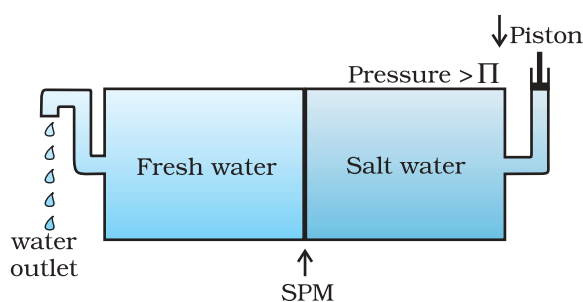 Piston
Pressure > Π
Fresh water
Salt water
water
outlet
SPM